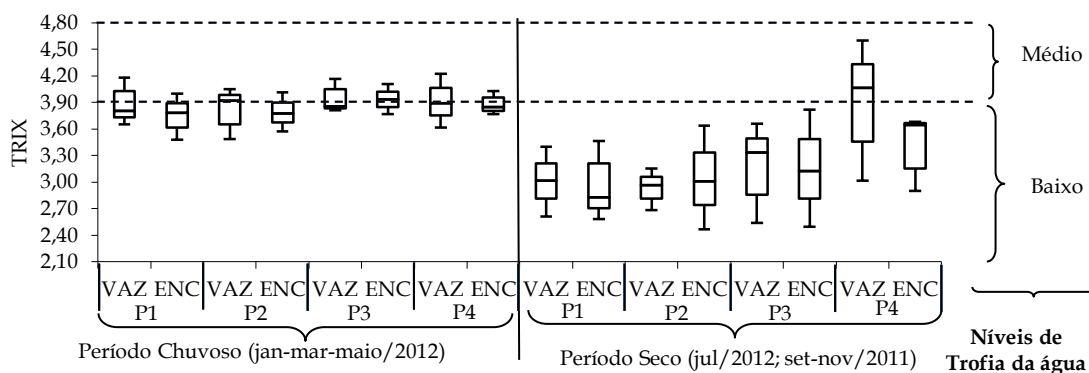 4,80
4,50
4,20
3,90
3,60
3,30
3,00
2,70
2,40
2,10
TRIX
Médio
Baixo
VAZ ENC VAZ ENC VAZ ENC VAZ ENC VAZ ENC VAZ ENC VAZ ENC VAZ ENC
P1 P2 P3 P4 P1 P2 P3 P4
Período Chuvoso (jan-mar-maio/2012)
Período Seco (jul/2012; set-nov/2011)
Níveis de
Trofia da água